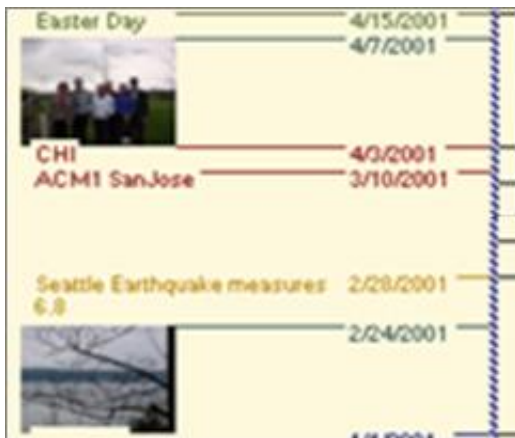 Easter Day 4/15/2001
4/7/2001
CHI 4/3/2001
ACM1 SanJose 3/10/2001
Seattle Earthquake measures 2/28/2001
6.8
2/24/2001